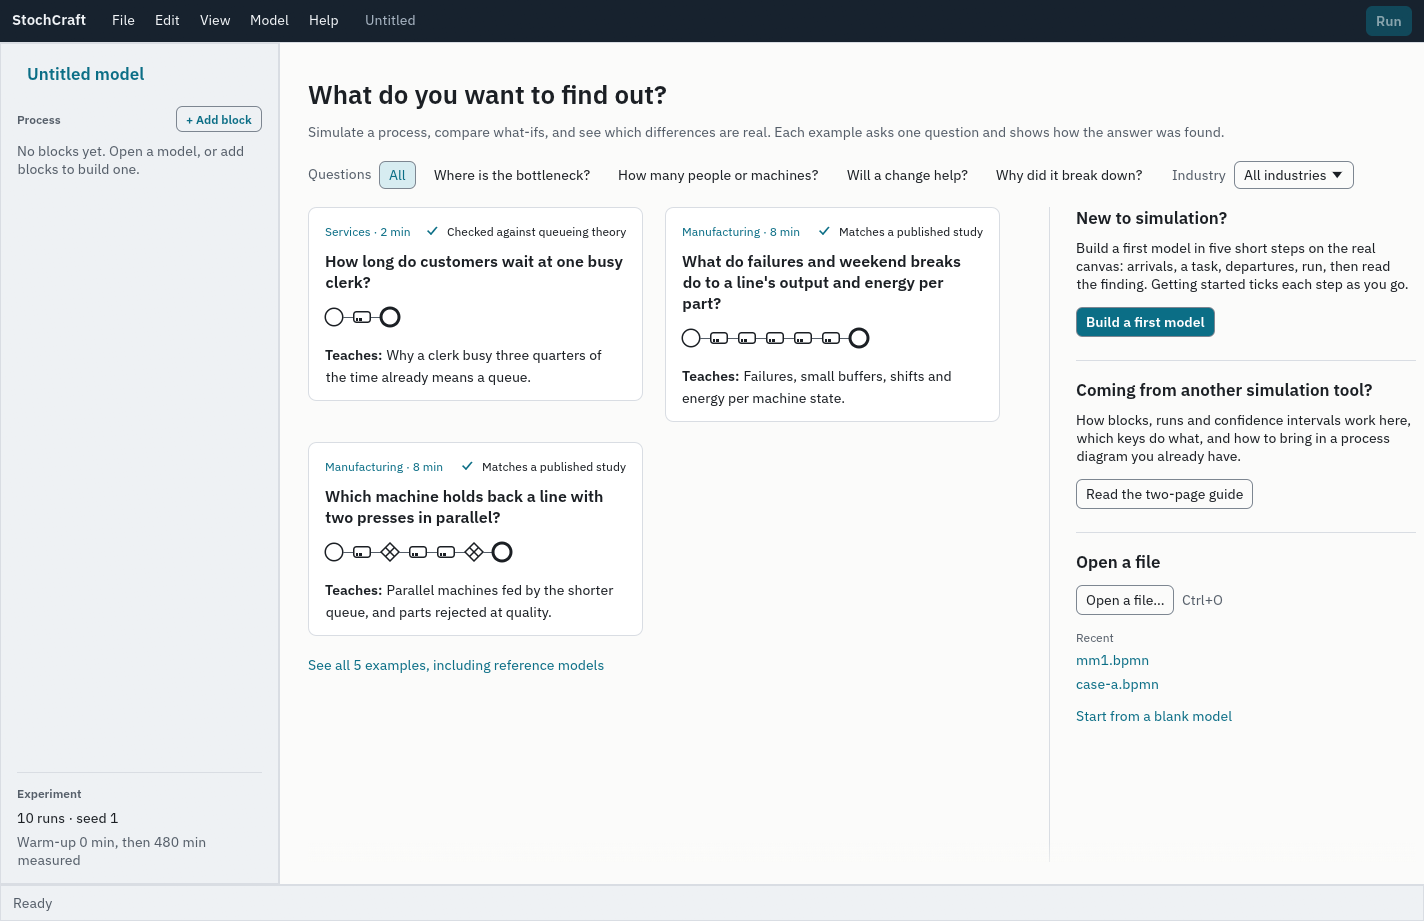 StochCraft File Edit View Model Help Untitled Run
Untitled model
Process + Add block
No blocks yet. Open a model, or add
blocks to build one.
Experiment
10 runs · seed 1
Warm-up 0 min, then 480 min
measured
What do you want to find out?
Simulate a process, compare what-ifs, and see which differences are real. Each example asks one question and shows how the answer was found.
Questions All Where is the bottleneck? How many people or machines? Will a change help? Why did it break down? Industry All industries
Services · 2 min Checked against queueing theory
How long do customers wait at one busy
clerk?
Teaches: Why a clerk busy three quarters of
the time already means a queue.
Manufacturing · 8 min Matches a published study
What do failures and weekend breaks
do to a line's output and energy per
part?
Teaches: Failures, small buffers, shifts and
energy per machine state.
Manufacturing · 8 min Matches a published study
Which machine holds back a line with
two presses in parallel?
Teaches: Parallel machines fed by the shorter
queue, and parts rejected at quality.
See all 5 examples, including reference models
New to simulation?
Build a first model in five short steps on the real
canvas: arrivals, a task, departures, run, then read
the finding. Getting started ticks each step as you go.
Build a first model
Coming from another simulation tool?
How blocks, runs and confidence intervals work here,
which keys do what, and how to bring in a process
diagram you already have.
Read the two-page guide
Open a file
Open a file... Ctrl+O
Recent
mm1.bpmn
case-a.bpmn
Start from a blank model
Ready